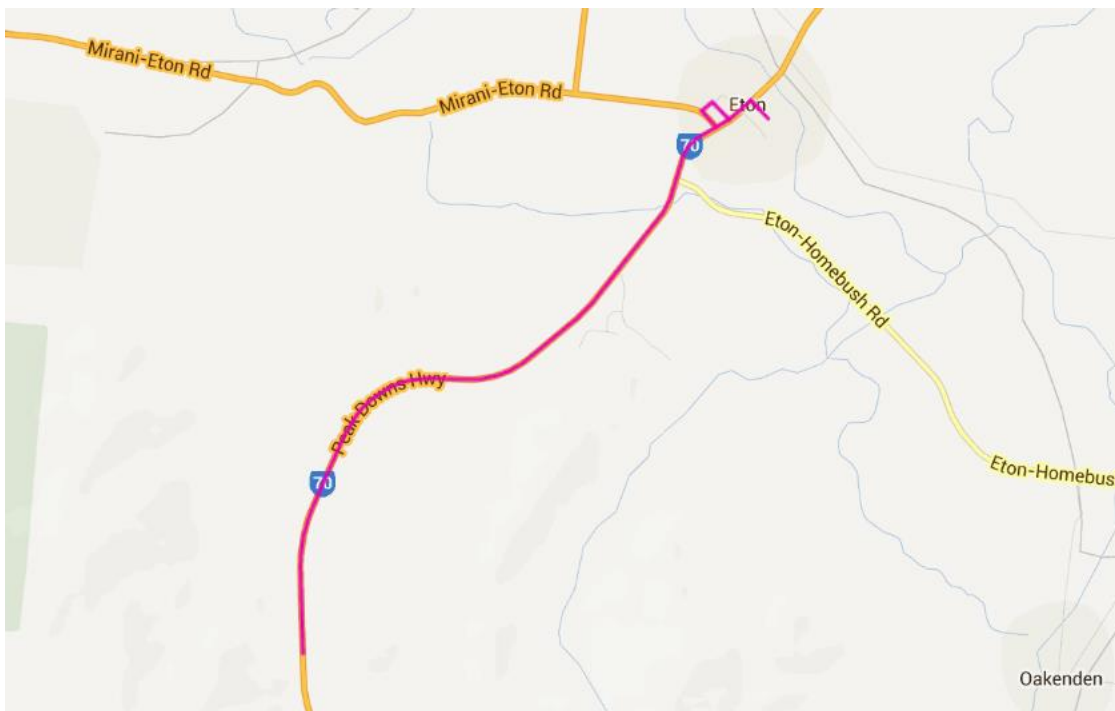 Mirani-Eton Rd
Mirani-Eton Rd
Eton
70
Eton-Homebush Rd
Peak Downs Hwy
70
Eton-Homebus
Oakenden